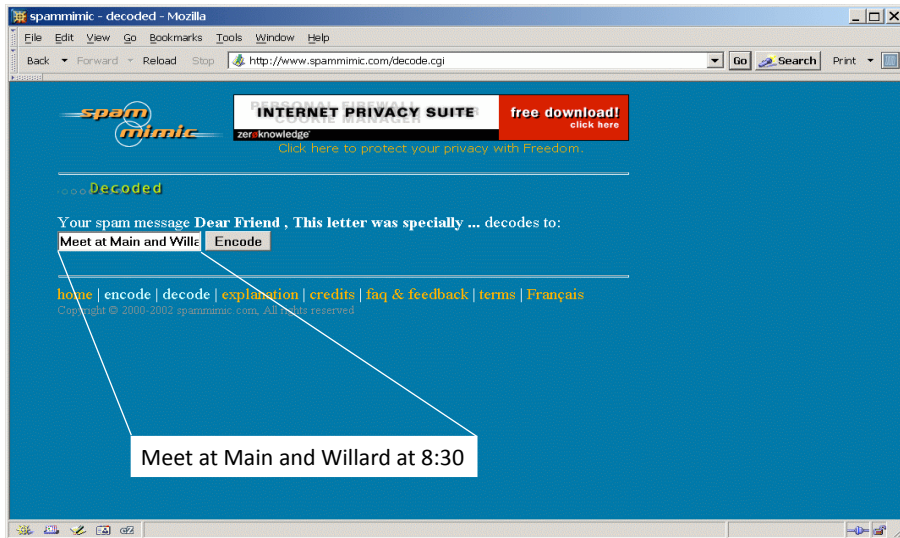 spammimic - decoded - Mozilla
File Edit View Go Bookmarks Tools Window Help
Back Forward Reload Stop http://www.spammimic.com/decode.cgi Go Search Print
spam
mimic
INTERNET PRIVACY SUITE
free download!
click here
zeroknowledge
Click here to protect your privacy with Freedom.
Decoded
Your spam message Dear Friend , This letter was specially ... decodes to:
Meet at Main and Willa Encode
home | encode | decode | explanation | credits | faq & feedback | terms | Français
Copyright © 2000-2002 spammimic.com, All rights reserved
Meet at Main and Willard at 8:30